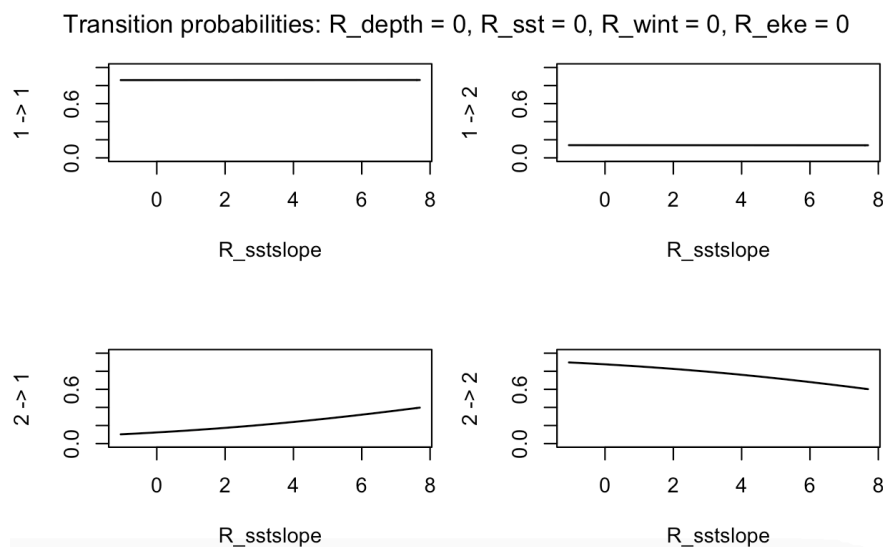 Transition probabilities: R_depth = 0, R_sst = 0, R_wint = 0, R_eke = 0
1 -> 1
0.0 0.6
0 2 4 6 8
R_sstslope
1 -> 2
0.0 0.6
0 2 4 6 8
R_sstslope
2 -> 1
0.0 0.6
0 2 4 6 8
R_sstslope
2 -> 2
0.0 0.6
0 2 4 6 8
R_sstslope